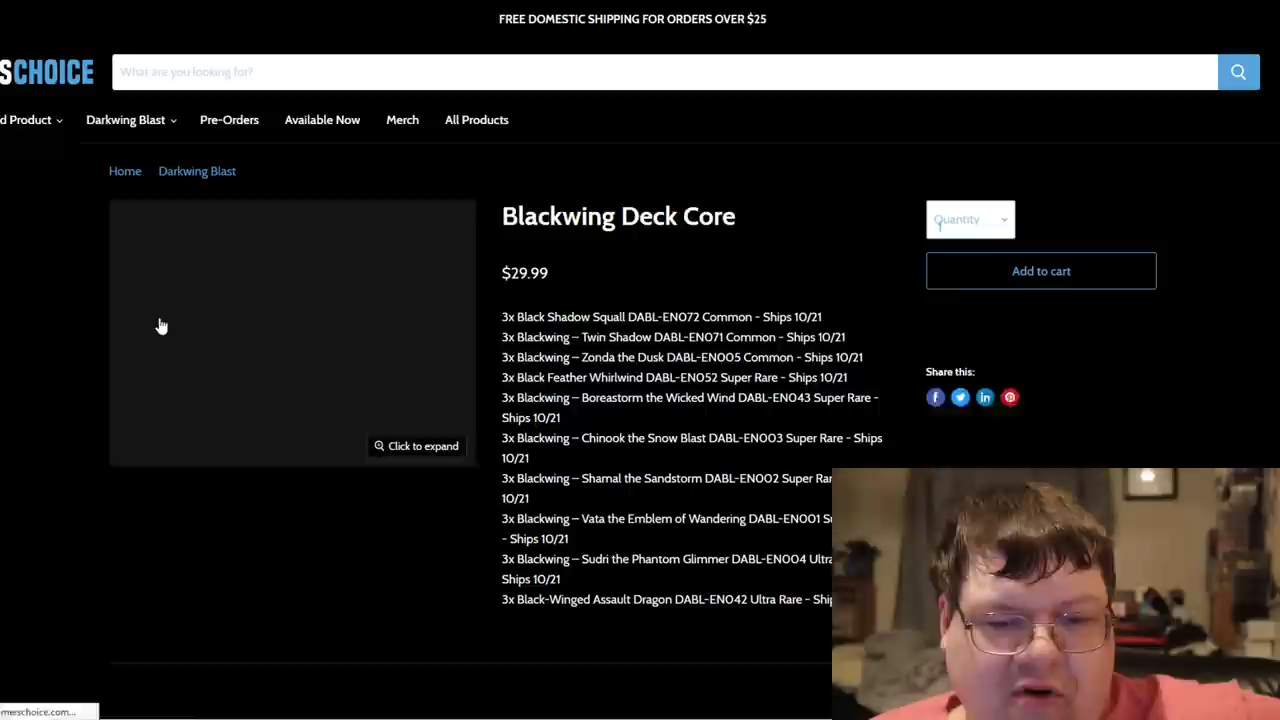 FREE DOMESTIC SHIPPING FOR ORDERS OVER $25
SCHOICE
What are you looking for?
d Product
Darkwing Blast
Pre-Orders
Available Now
Merch
All Products
Home
Darkwing Blast
Blackwing Deck Core
$29.99
3x Black Shadow Squall DABL-EN072 Common - Ships 10/21
3x Blackwing – Twin Shadow DABL-EN071 Common - Ships 10/21
3x Blackwing – Zonda the Dusk DABL-EN005 Common - Ships 10/21
3x Black Feather Whirlwind DABL-EN052 Super Rare - Ships 10/21
3x Blackwing – Boreastorm the Wicked Wind DABL-EN043 Super Rare -
Ships 10/21
3x Blackwing – Chinook the Snow Blast DABL-EN003 Super Rare - Ships
10/21
3x Blackwing – Shamal the Sandstorm DABL-EN002 Super Rar
10/21
3x Blackwing – Vata the Emblem of Wandering DABL-EN001 Su
- Ships 10/21
3x Blackwing – Sudri the Phantom Glimmer DABL-EN004 Ultra
Ships 10/21
3x Black-Winged Assault Dragon DABL-EN042 Ultra Rare - Ship
Click to expand
Quantity
1
Add to cart
Share this:
merschoice.com...